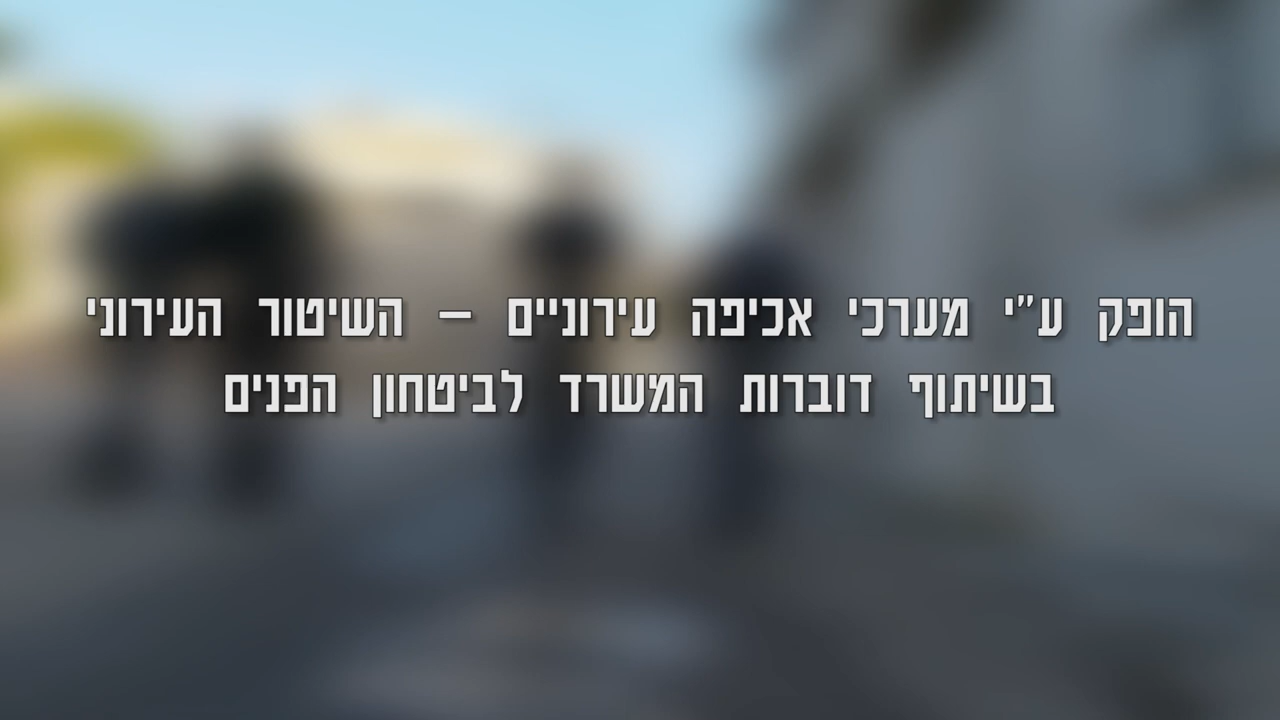 הופק ע"י מערכי אכיפה עירוניים – השיטור העירוני
בשיתוף דוברות המשרד לביטחון הפנים